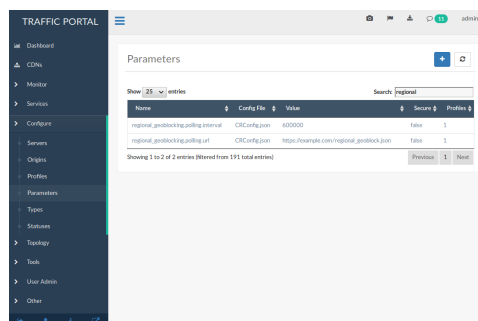 TRAFFIC PORTAL
11
admin
Dashboard
CDNs
Monitor
Services
Configure
Servers
Origins
Profiles
Parameters
Types
Statuses
Topology
Tools
User Admin
Other
Parameters
Show 25 entries
Search: regional
Name Config File Value Secure Profiles
regional_geoblocking.polling.interval CRConfig.json 600000 false 1
regional_geoblocking.polling.url CRConfig.json https://example.com/regional_geoblock.json false 1
Showing 1 to 2 of 2 entries (filtered from 191 total entries)
Previous 1 Next